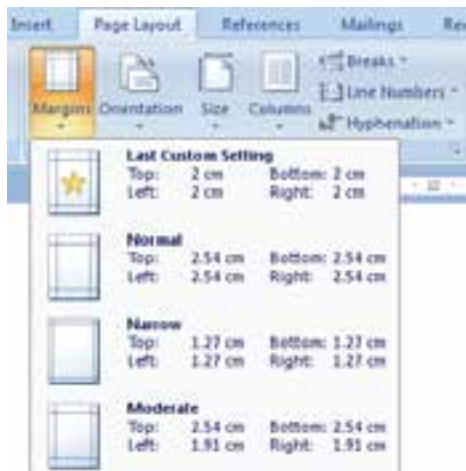 Insert Page Layout References Mailings Re
Breaks
Line Numbers
Margins Orientation Size Columns
Hyphenation
Last Custom Setting
Top: 2 cm Bottom: 2 cm
Left: 2 cm Right: 2 cm
Normal
Top: 2.54 cm Bottom: 2.54 cm
Left: 2.54 cm Right: 2.54 cm
Narrow
Top: 1.27 cm Bottom: 1.27 cm
Left: 1.27 cm Right: 1.27 cm
Moderate
Top: 2.54 cm Bottom: 2.54 cm
Left: 1.91 cm Right: 1.91 cm